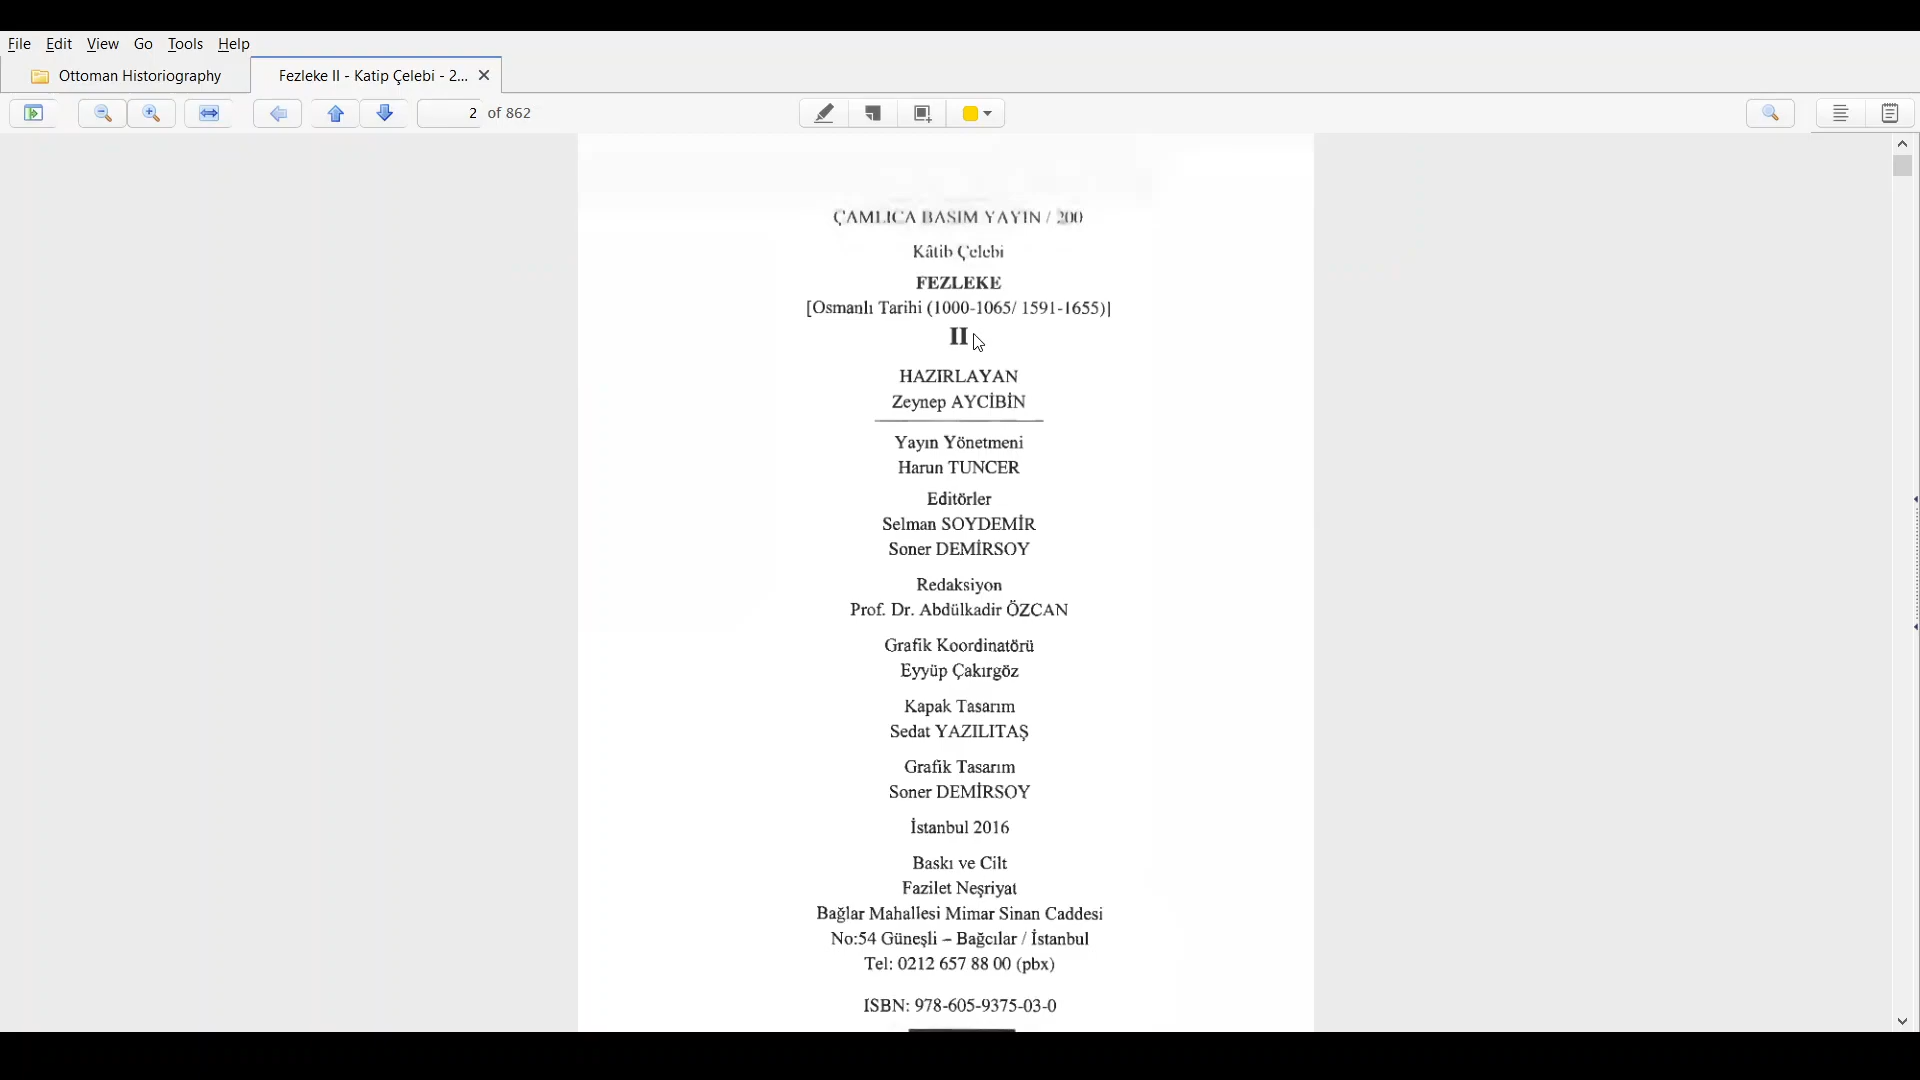 File Edit View Go Tools Help
Ottoman Historiography
Fezleke II - Katip Çelebi - 2...
2 of 862
ÇAMLICA BASIM YAYIN / 200
Kâtib Çelebi
FEZLEKE
[Osmanlı Tarihi (1000-1065/ 1591-1655)]
II
HAZIRLAYAN
Zeynep AYCİBİN
Yayın Yönetmeni
Harun TUNCER
Editörler
Selman SOYDEMİR
Soner DEMİRSOY
Redaksiyon
Prof. Dr. Abdülkadir ÖZCAN
Grafik Koordinatörü
Eyyüp Çakırgöz
Kapak Tasarım
Sedat YAZILITAŞ
Grafik Tasarım
Soner DEMİRSOY
İstanbul 2016
Baskı ve Cilt
Fazilet Neşriyat
Bağlar Mahallesi Mimar Sinan Caddesi
No:54 Güneşli – Bağcılar / İstanbul
Tel: 0212 657 88 00 (pbx)
ISBN: 978-605-9375-03-0